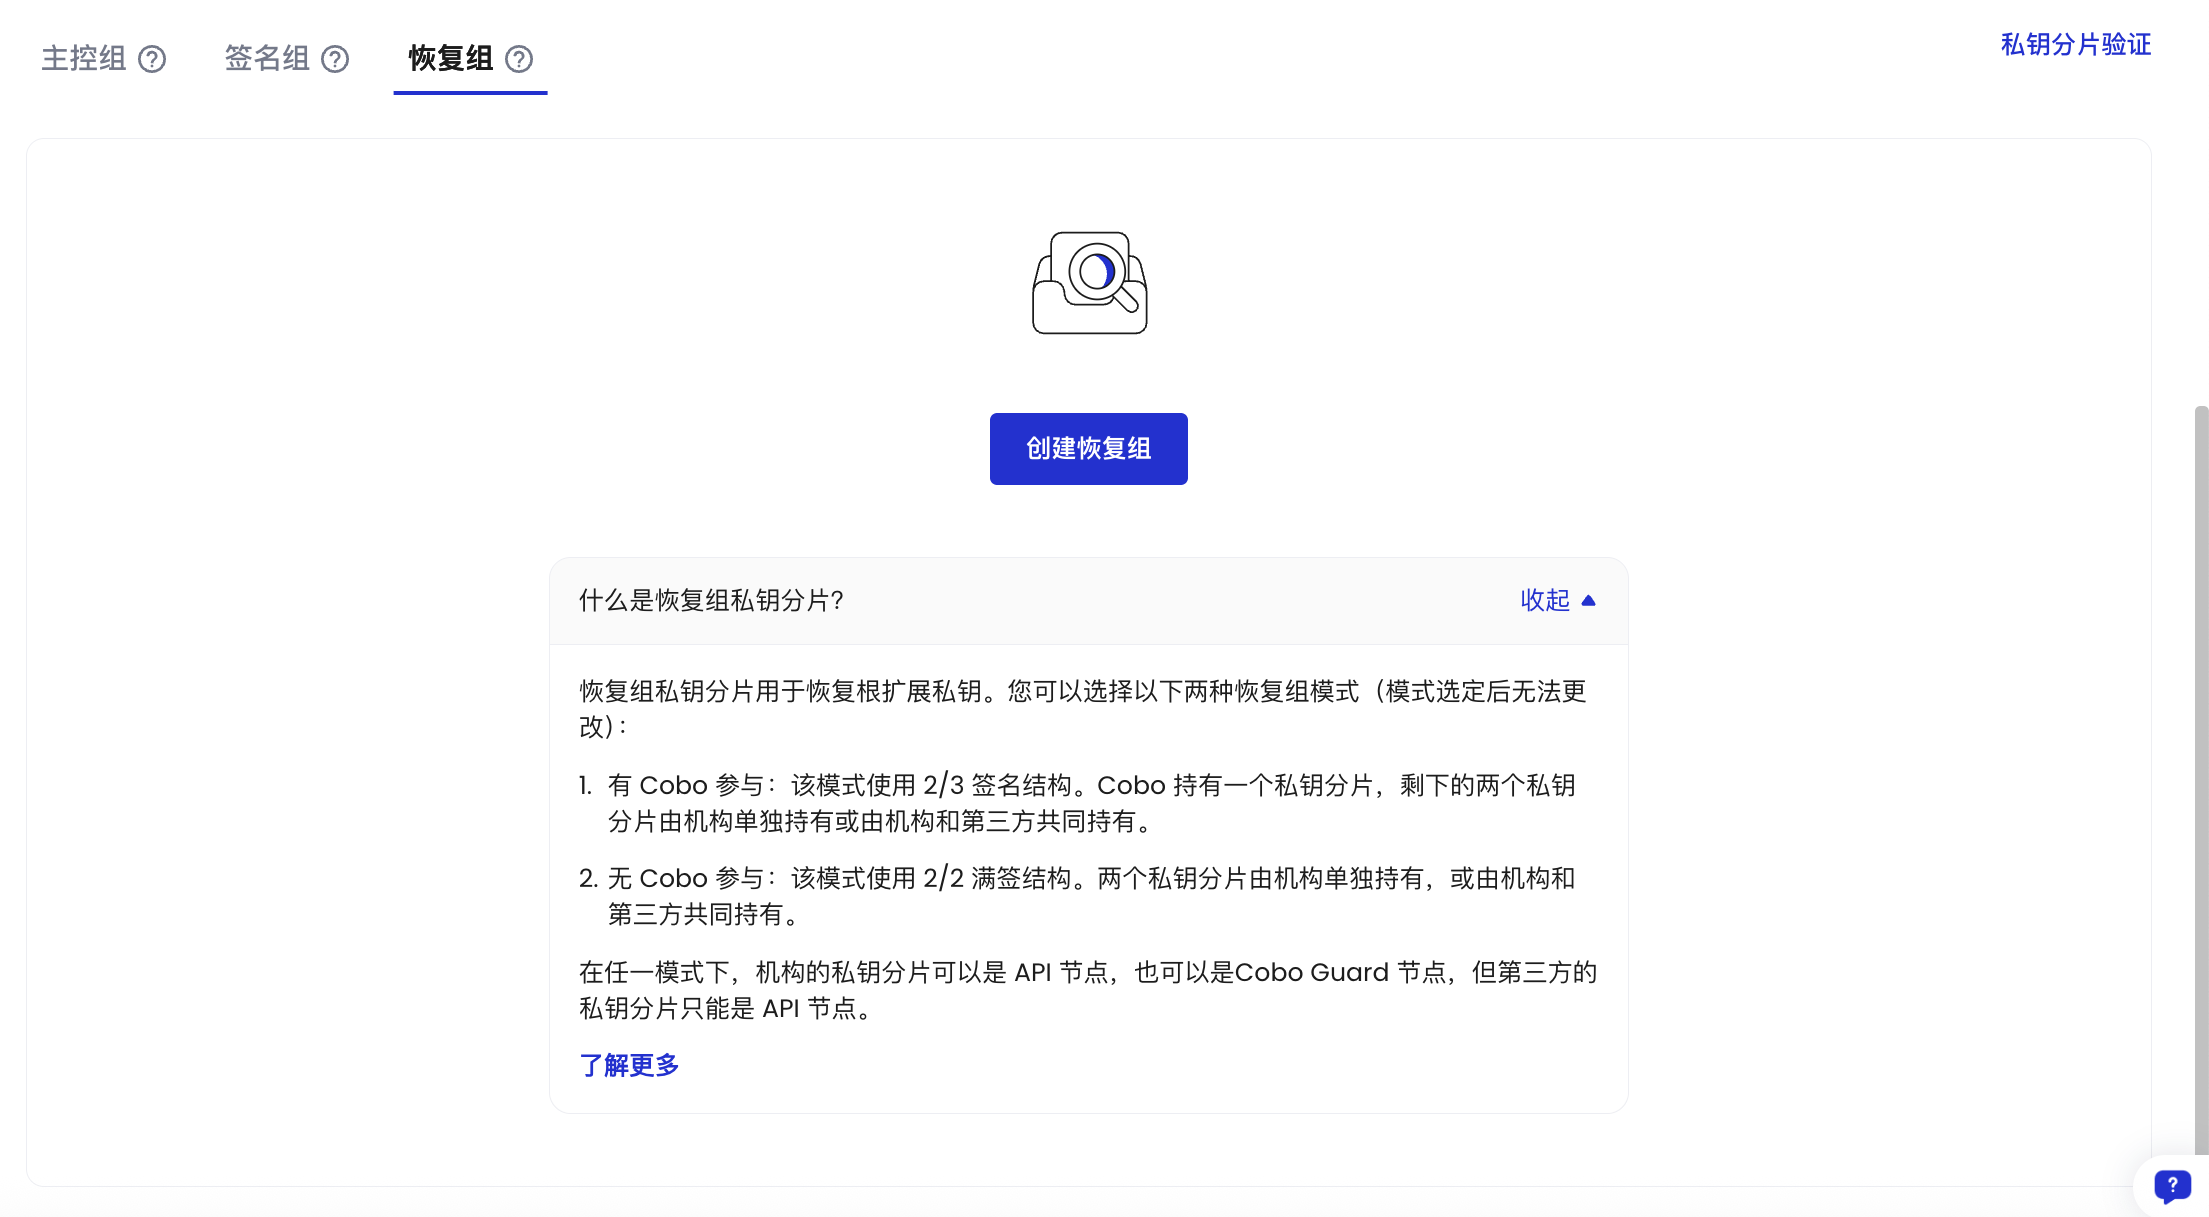 主控组 ?
签名组 ?
恢复组 ?
私钥分片验证
创建恢复组
什么是恢复组私钥分片?
收起
恢复组私钥分片用于恢复根扩展私钥。您可以选择以下两种恢复组模式（模式选定后无法更
改)：
1. 有 Cobo 参与：该模式使用 2/3 签名结构。Cobo 持有一个私钥分片，剩下的两个私钥
分片由机构单独持有或由机构和第三方共同持有。
2. 无 Cobo 参与：该模式使用 2/2 满签结构。两个私钥分片由机构单独持有，或由机构和
第三方共同持有。
在任一模式下，机构的私钥分片可以是 API 节点，也可以是Cobo Guard 节点，但第三方的
私钥分片只能是 API 节点。
了解更多
?